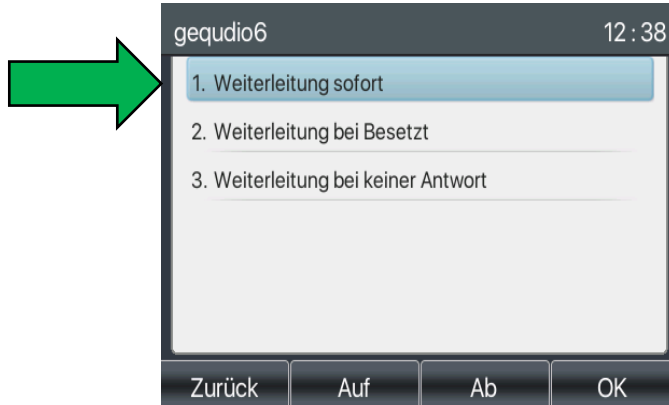 gequdio6 12:38
1. Weiterleitung sofort
2. Weiterleitung bei Besetzt
3. Weiterleitung bei keiner Antwort
Zurück Auf Ab OK